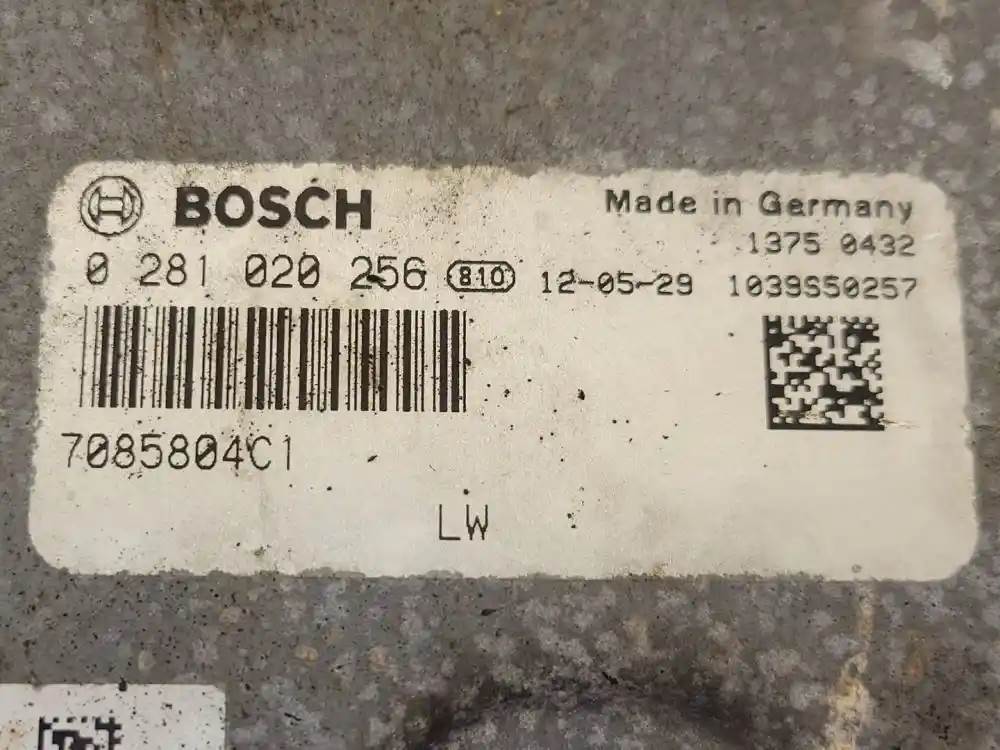 BOSCH
Made in Germany
1375 0432
0 281 020 256 810 12-05-29 1039S50257
7085804C1
LW